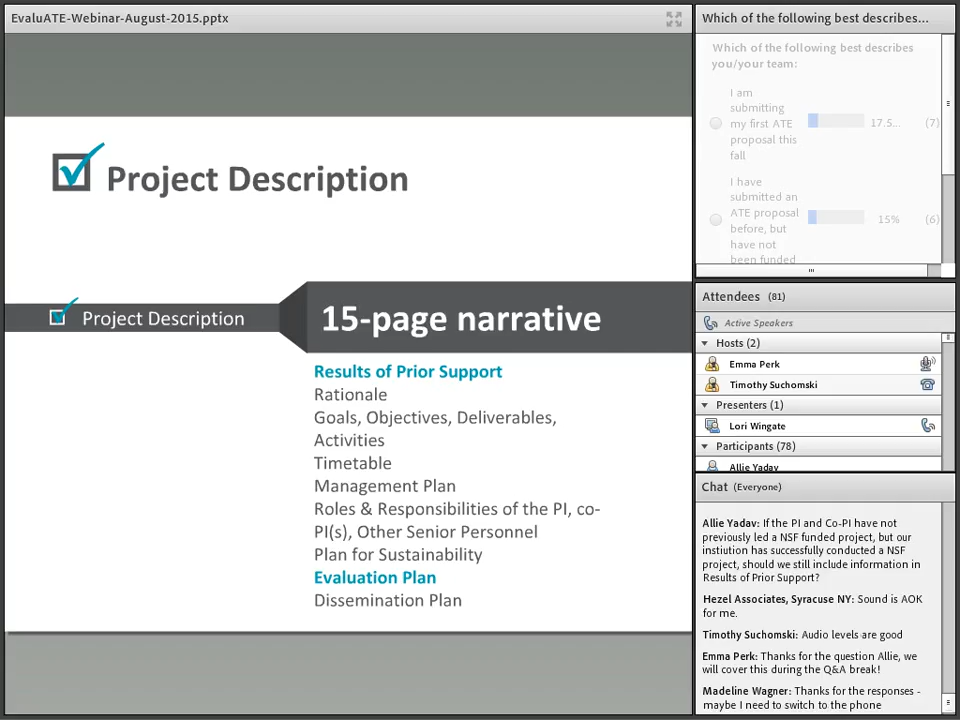 EvaluATE-Webinar-August-2015.pptx
Project Description
Project Description
15-page narrative
Results of Prior Support
Rationale
Goals, Objectives, Deliverables,
Activities
Timetable
Management Plan
Roles & Responsibilities of the PI, co-
PI(s), Other Senior Personnel
Plan for Sustainability
Evaluation Plan
Dissemination Plan
Which of the following best describes...
Which of the following best describes
you/your team:
I am
submitting
my first ATE
proposal this
fall
17.5... (7)
I have
submitted an
ATE proposal
before, but
have not
been funded
15% (6)
Attendees (81)
Active Speakers
Hosts (2)
Emma Perk
Timothy Suchomski
Presenters (1)
Lori Wingate
Participants (78)
Allie Yadav
Chat (Everyone)
Allie Yadav: If the PI and Co-PI have not
previously led a NSF funded project, but our
instiution has successfully conducted a NSF
project, should we still include information in
Results of Prior Support?
Hezel Associates, Syracuse NY: Sound is AOK
for me.
Timothy Suchomski: Audio levels are good
Emma Perk: Thanks for the question Allie, we
will cover this during the Q&A break!
Madeline Wagner: Thanks for the responses -
maybe I need to switch to the phone